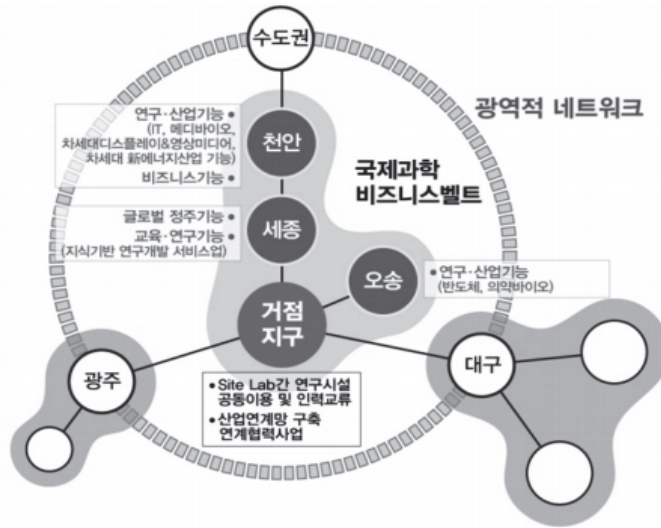 수도권
광역적 네트워크
연구·산업기능 •
(IT, 메디바이오,
차세대디스플레이&영상미디어,
차세대 新에너지산업 기능)
비즈니스기능 •
천안
국제과학
비즈니스벨트
글로벌 정주기능 •
교육·연구기능 •
(지식기반 연구개발 서비스업)
세종
오송
• 연구·산업기능
(반도체, 의약바이오)
거점
지구
광주
대구
• Site Lab간 연구시설
공동이용 및 인력교류
• 산업연계망 구축
연계협력사업